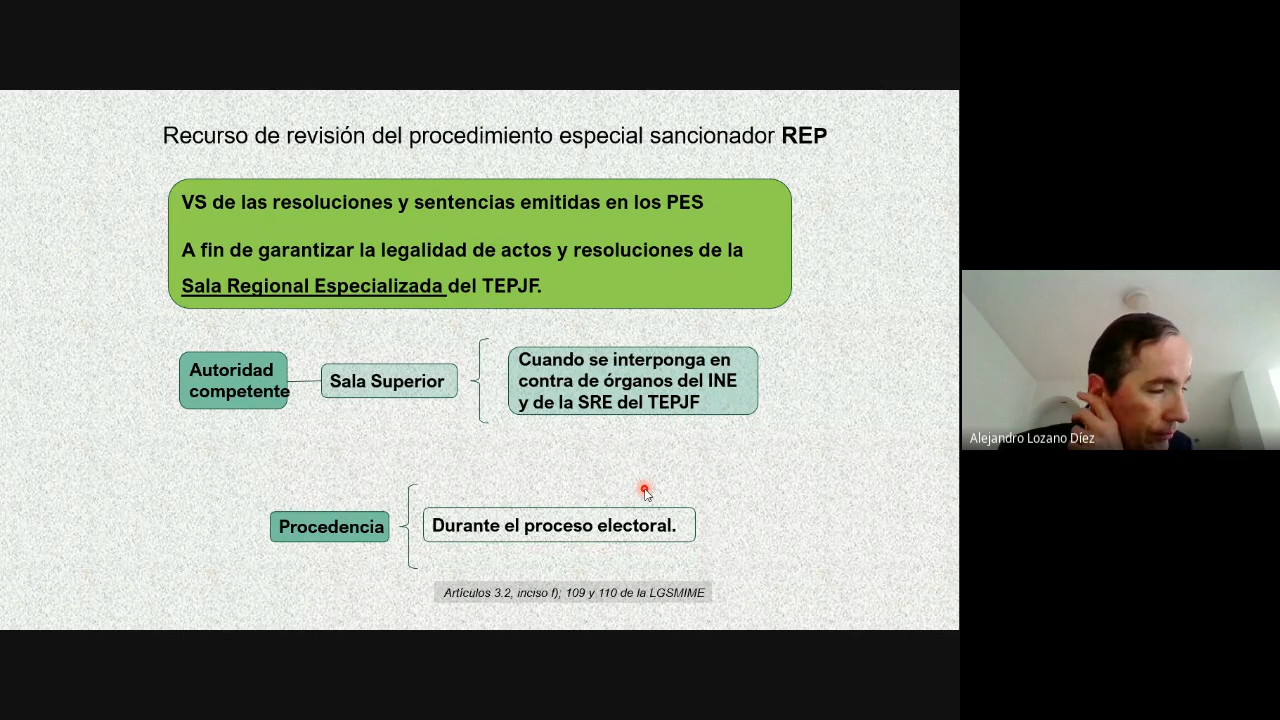 Recurso de revisión del procedimiento especial sancionador REP
VS de las resoluciones y sentencias emitidas en los PES
A fin de garantizar la legalidad de actos y resoluciones de la
Sala Regional Especializada del TEPJF.
Autoridad
competente
Sala Superior
Cuando se interponga en
contra de órganos del INE
y de la SRE del TEPJF
Procedencia
Durante el proceso electoral.
Artículos 3.2, inciso f); 109 y 110 de la LGSMIME
Alejandro Lozano Díez